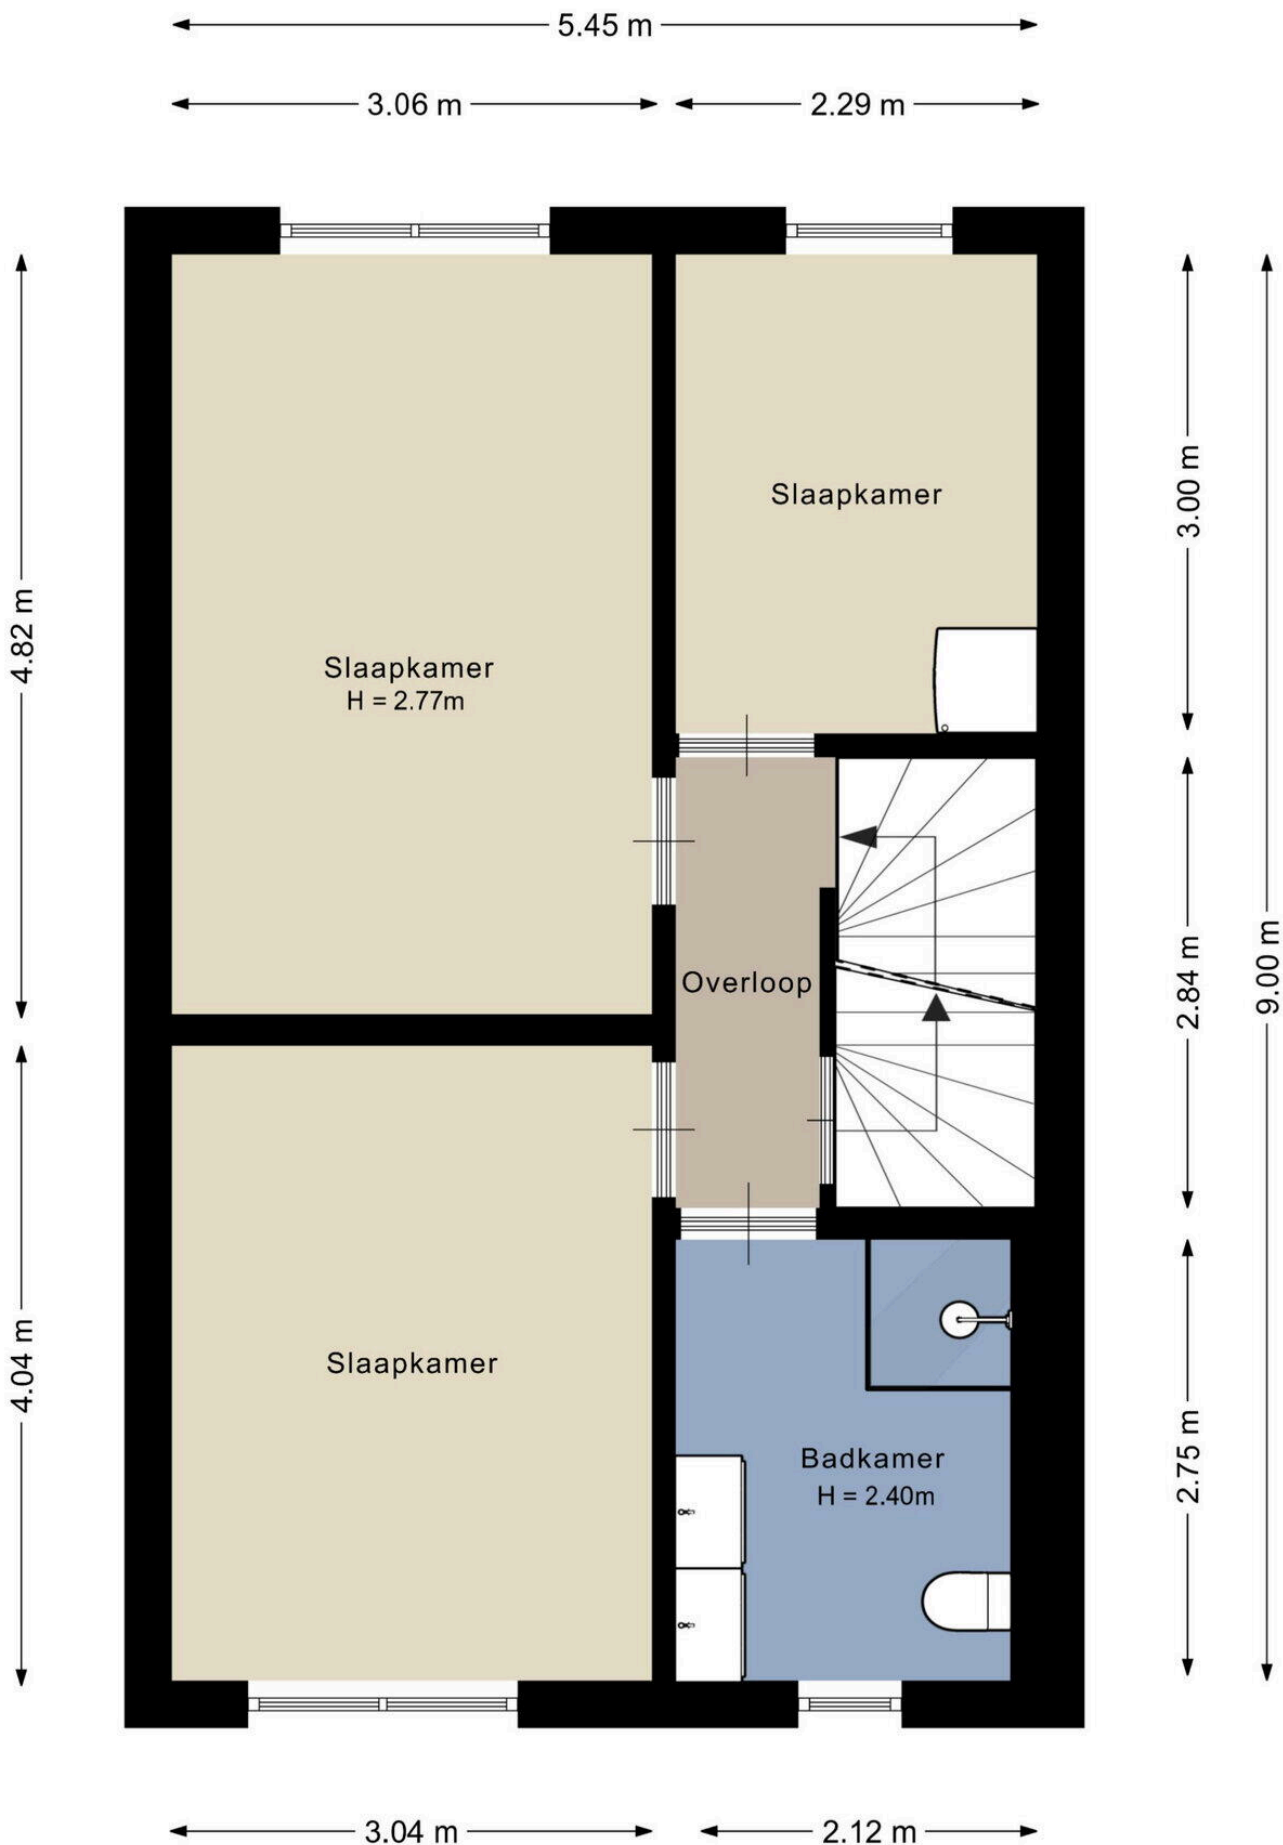 5.45 m
3.06 m
2.29 m
4.82 m
3.00 m
Slaapkamer
Slaapkamer
H = 2.77m
2.84 m
9.00 m
Overloop
4.04 m
Slaapkamer
2.75 m
Badkamer
H = 2.40m
3.04 m
2.12 m